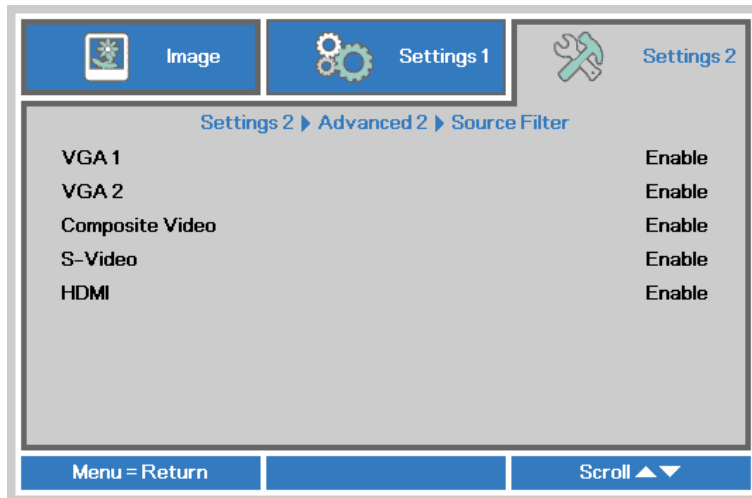 Image
Settings 1
Settings 2
Settings 2 ▶ Advanced 2 ▶ Source Filter
VGA 1 Enable
VGA 2 Enable
Composite Video Enable
S-Video Enable
HDMI Enable
Menu = Return
Scroll ▲▼